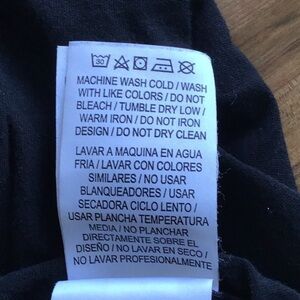 MACHINE WASH COLD / WASH
WITH LIKE COLORS / DO NOT
BLEACH / TUMBLE DRY LOW /
WARM IRON / DO NOT IRON
DESIGN / DO NOT DRY CLEAN
LAVAR A MAQUINA EN AGUA
FRIA / LAVAR CON COLORES
SIMILARES / NO USAR
BLANQUEADORES / USAR
SECADORA CICLO LENTO /
USAR PLANCHA TEMPERATURA
MEDIA / NO PLANCHAR
DIRECTAMENTE SOBRE EL
DISEÑO / NO LAVAR EN SECO /
NO LAVAR PROFESIONALMENTE